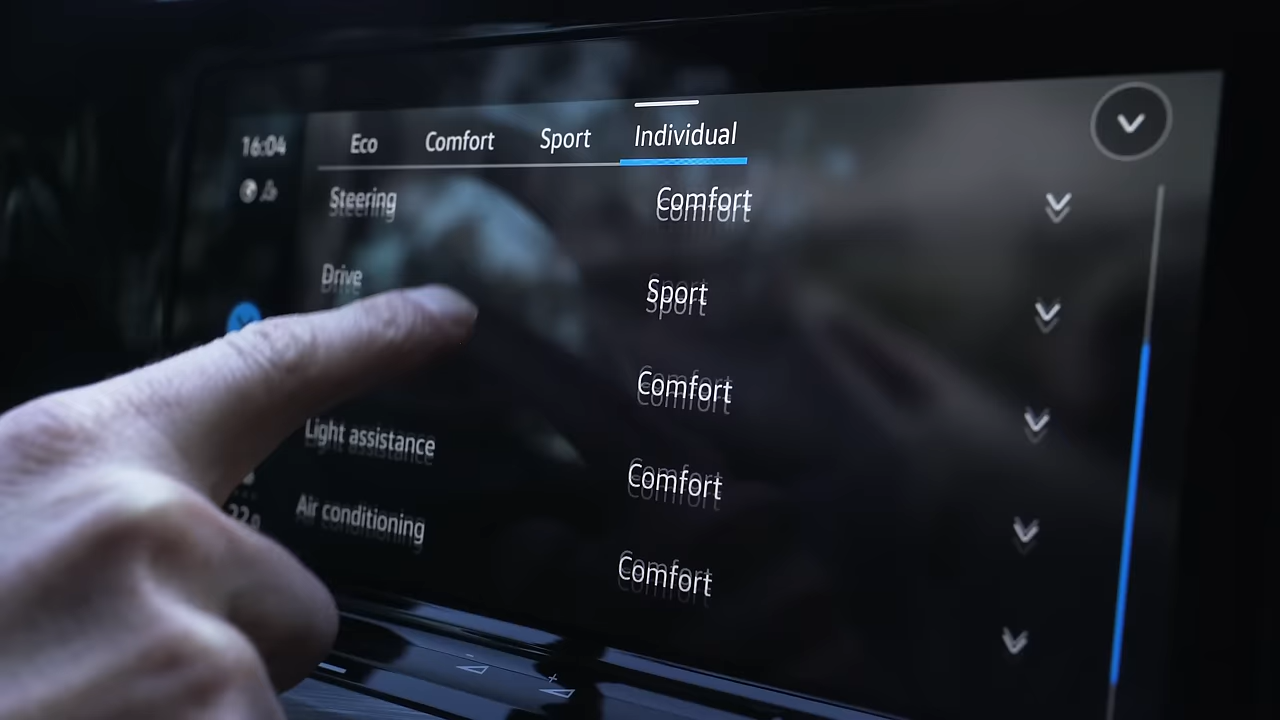 16:04
Eco Comfort Sport Individual
Steering Comfort
Drive Sport
Comfort
Light assistance Comfort
Air conditioning Comfort